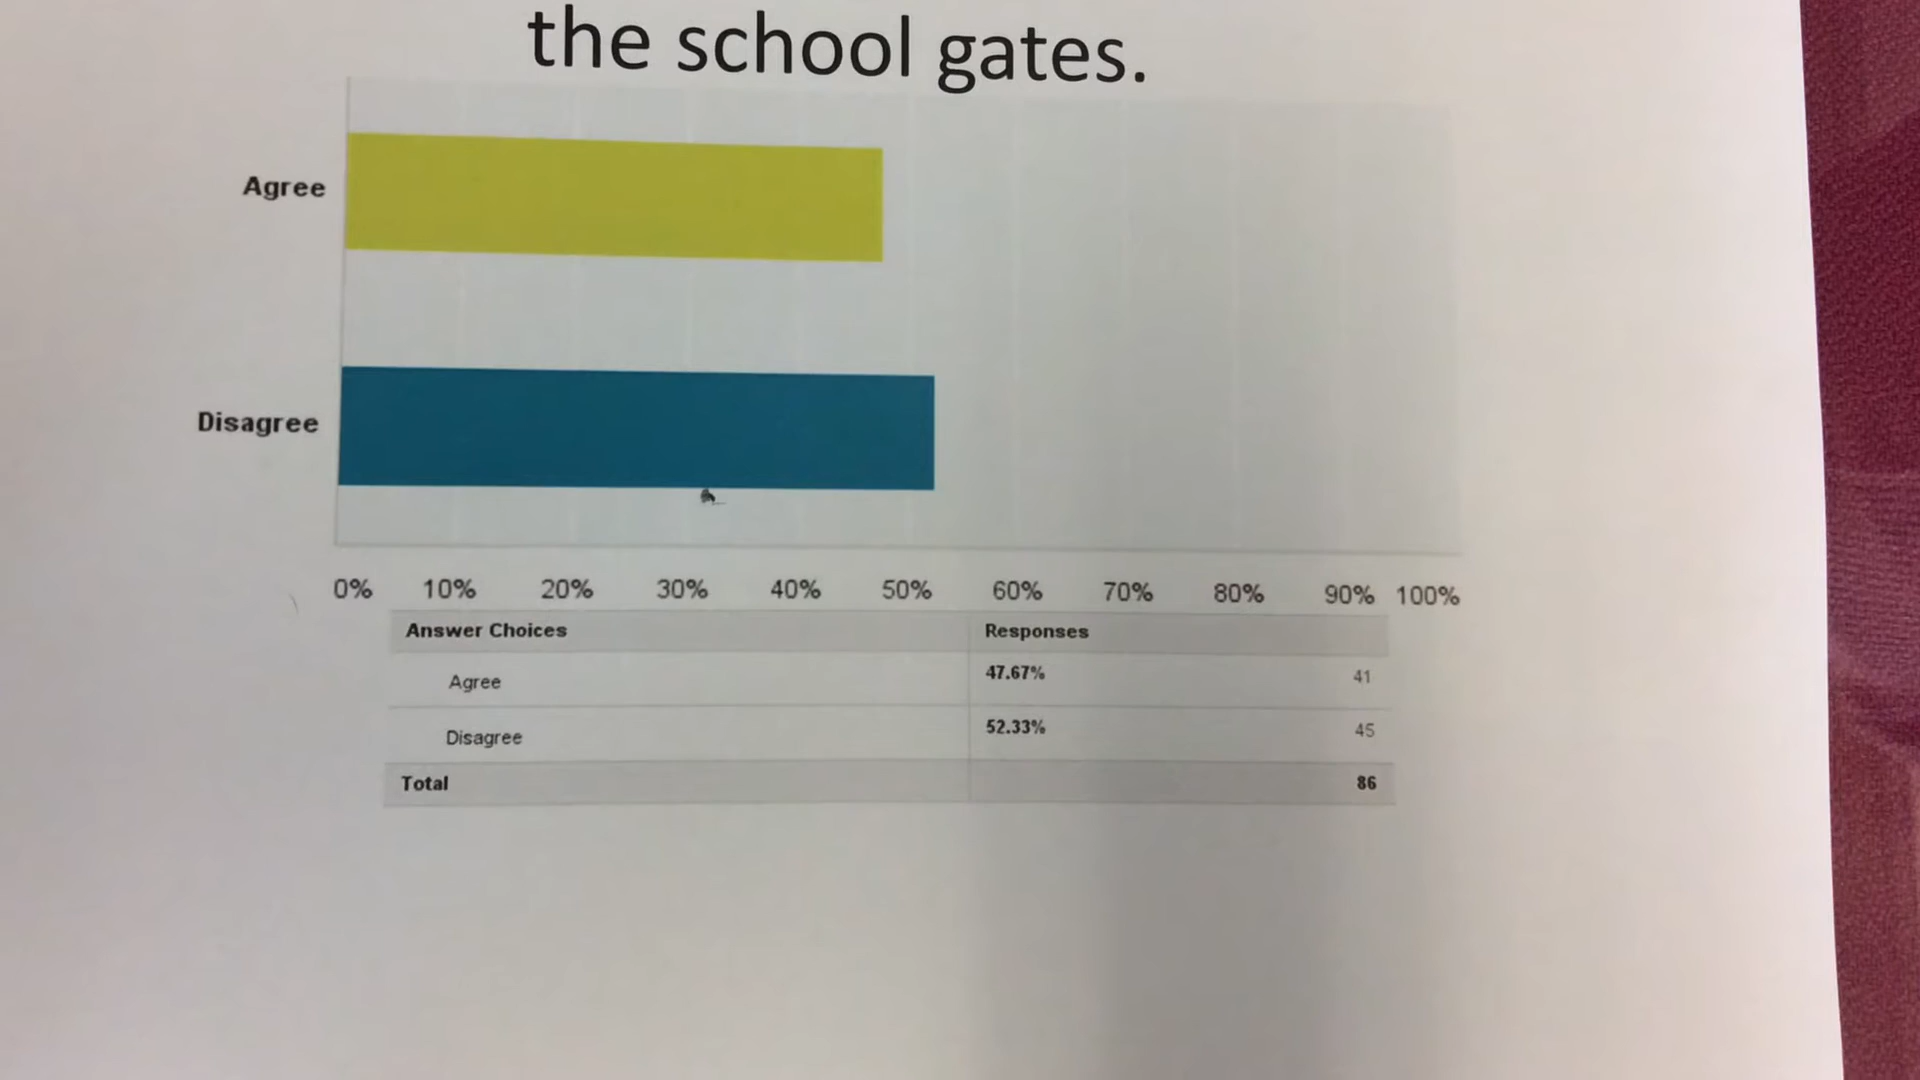 the school gates.
Agree
Disagree
0% 10% 20% 30% 40% 50% 60% 70% 80% 90% 100%
Answer Choices Responses
Agree 47.67% 41
Disagree 52.33% 45
Total 86